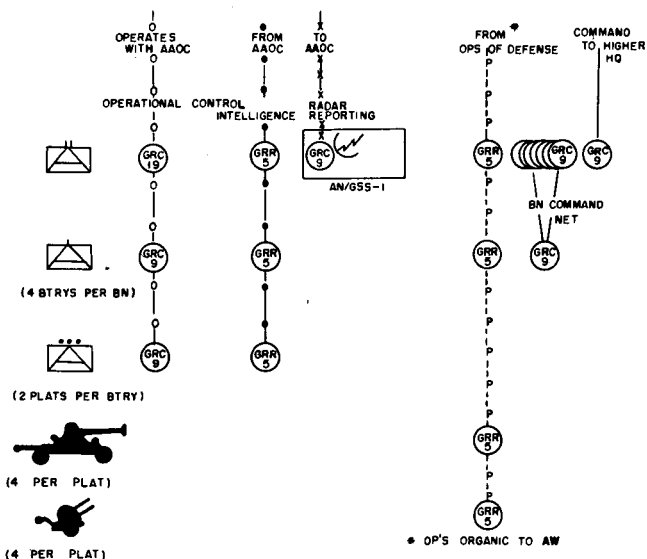 OPERATES
WITH AAOC
FROM
AAOC
TO
AAOC
FROM *
OPS OF DEFENSE
COMMAND
TO HIGHER
HQ
OPERATIONAL CONTROL
INTELLIGENCE
RADAR
REPORTING
GRC
19
GRR
5
GRC
9
AN/GSS-1
GRR
5
GRC
9
GRC
9
BN COMMAND
NET
GRC
9
GRR
5
GRR
5
GRC
9
(4 BTRYS PER BN)
GRC
9
GRR
5
(2 PLATS PER BTRY)
GRR
5
(4 PER PLAT)
GRR
5
* OP'S ORGANIC TO AW
(4 PER PLAT)